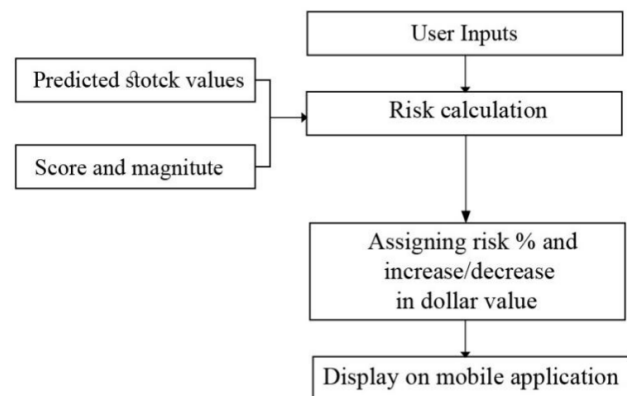 User Inputs
Predicted stotck values
Risk calculation
Score and magnitute
Assigning risk % and
increase/decrease
in dollar value
Display on mobile application